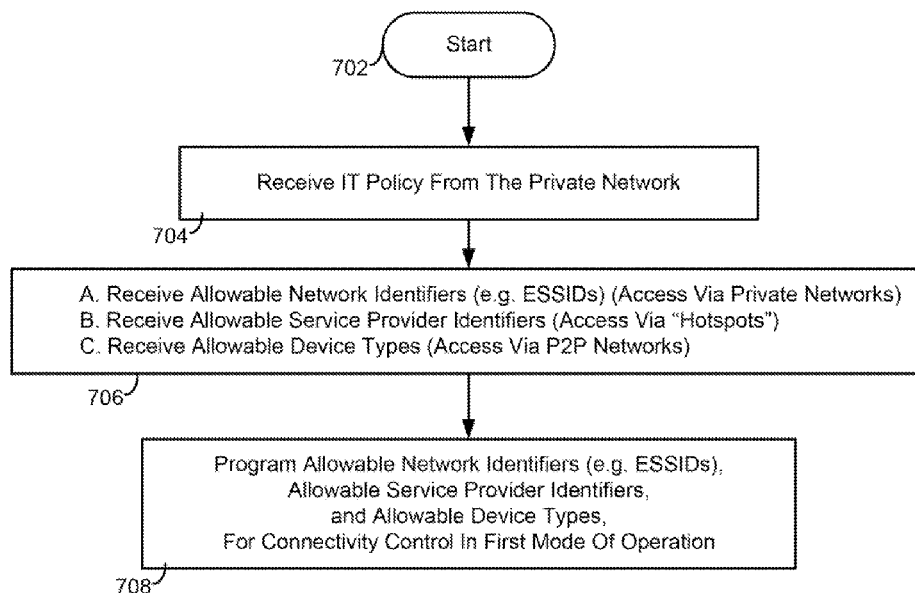 Start
702
Receive IT Policy From The Private Network
704
A. Receive Allowable Network Identifiers (e.g. ESSIDs) (Access Via Private Networks)
B. Receive Allowable Service Provider Identifiers (Access Via “Hotspots”)
C. Receive Allowable Device Types (Access Via P2P Networks)
706
Program Allowable Network Identifiers (e.g. ESSIDs),
Allowable Service Provider Identifiers,
and Allowable Device Types,
For Connectivity Control In First Mode Of Operation
708